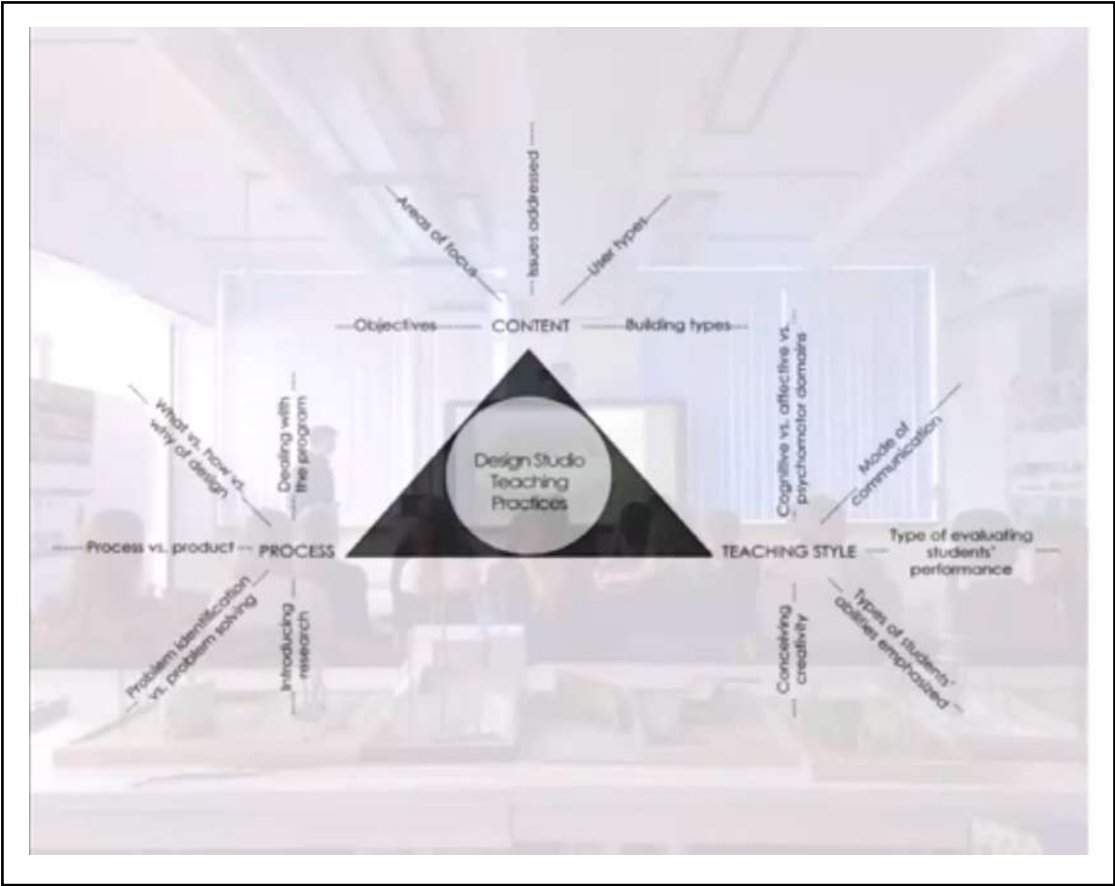 Issues addressed
Areas of focus
User types
Objectives
CONTENT
Building types
What vs. how vs.
why of design
Dealing with
the program
Design Studio
Teaching
Practices
Cognitive vs. affective vs.
psychomotor domains
Mode of
communication
Process vs. product
PROCESS
TEACHING STYLE
Type of evaluating
students'
performance
Problem identification
vs. problem solving
Introducing
research
Conceiving
creativity
Types of students'
abilities emphasized